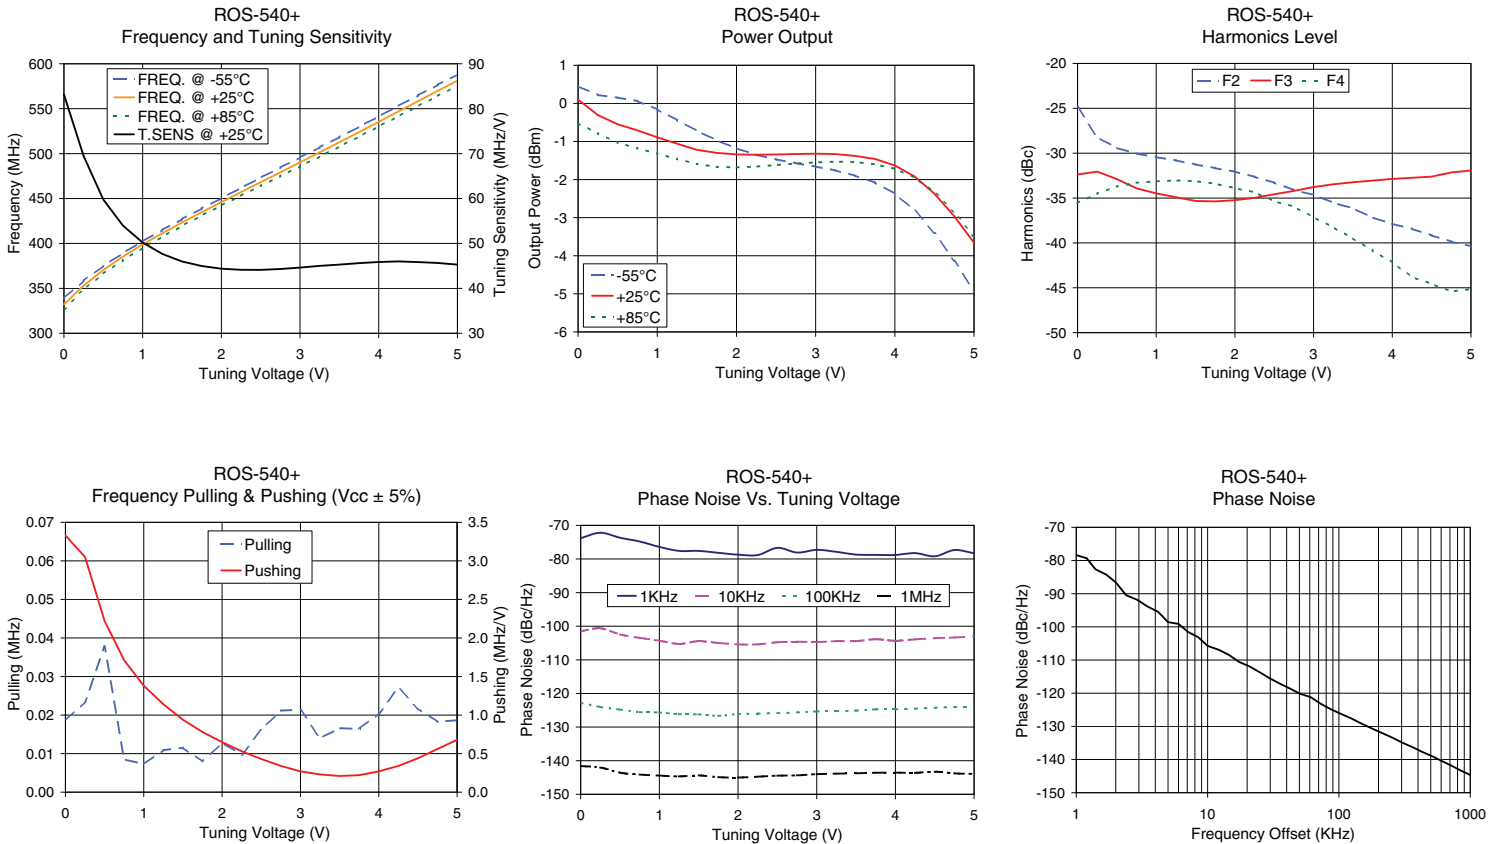 ROS-540+
Frequency and Tuning Sensitivity
600
550
500
450
400
350
300
Frequency (MHz)
FREQ. @ -55°C
FREQ. @ +25°C
FREQ. @ +85°C
T.SENS @ +25°C
90
80
70
60
50
40
30
Tuning Sensitivity (MHz/V)
0 1 2 3 4 5
Tuning Voltage (V)
ROS-540+
Power Output
1
0
-1
-2
-3
-4
-5
-6
Output Power (dBm)
-55°C
+25°C
+85°C
0 1 2 3 4 5
Tuning Voltage (V)
ROS-540+
Harmonics Level
-20
-25
-30
-35
-40
-45
-50
Harmonics (dBc)
F2 F3 F4
0 1 2 3 4 5
Tuning Voltage (V)
ROS-540+
Frequency Pulling & Pushing (Vcc ± 5%)
0.07
0.06
0.05
0.04
0.03
0.02
0.01
0.00
Pulling (MHz)
Pulling
Pushing
3.5
3.0
2.5
2.0
1.5
1.0
0.5
0.0
Pushing (MHz/V)
0 1 2 3 4 5
Tuning Voltage (V)
ROS-540+
Phase Noise Vs. Tuning Voltage
-70
-80
-90
-100
-110
-120
-130
-140
-150
Phase Noise (dBc/Hz)
1KHz 10KHz 100KHz 1MHz
0 1 2 3 4 5
Tuning Voltage (V)
ROS-540+
Phase Noise
-70
-80
-90
-100
-110
-120
-130
-140
-150
Phase Noise (dBc/Hz)
1 10 100 1000
Frequency Offset (KHz)